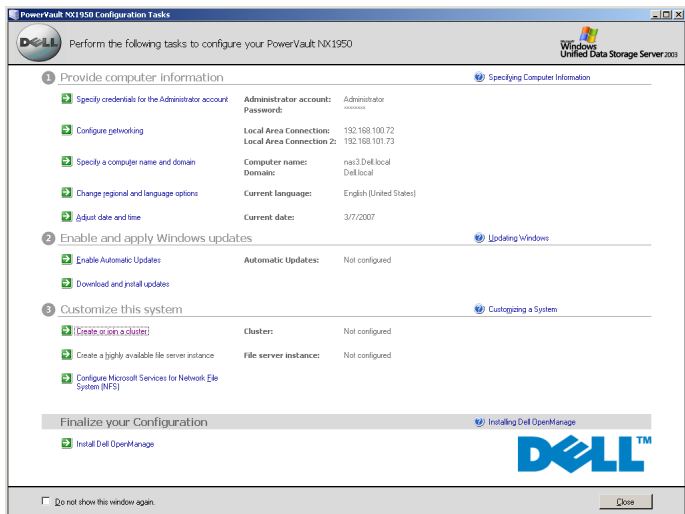 PowerVault NX1950 Configuration Tasks
DELL
Perform the following tasks to configure your PowerVault NX1950
Microsoft
Windows
Unified Data Storage Server 2003
1 Provide computer information
Specifying Computer Information
Specify credentials for the Administrator account
Administrator account: Administrator
Password: ********
Configure networking
Local Area Connection: 192.168.100.72
Local Area Connection 2: 192.168.101.73
Specify a computer name and domain
Computer name: nas3.Dell.local
Domain: Dell.local
Change regional and language options
Current language: English (United States)
Adjust date and time
Current date: 3/7/2007
2 Enable and apply Windows updates
Updating Windows
Enable Automatic Updates
Automatic Updates: Not configured
Download and install updates
3 Customize this system
Customizing a System
Create or join a cluster
Cluster: Not configured
Create a highly available file server instance
File server instance: Not configured
Configure Microsoft Services for Network File
System (NFS)
Finalize your Configuration
Installing Dell OpenManage
Install Dell OpenManage
DELL™
Do not show this window again.
Close